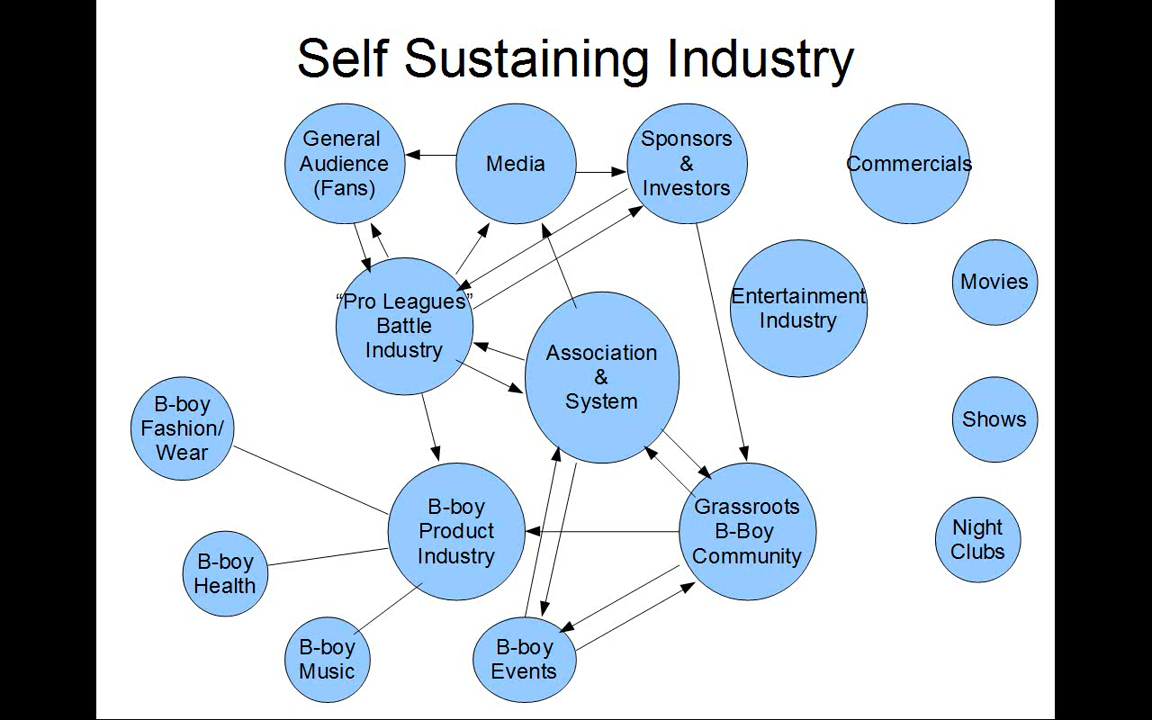 Self Sustaining Industry
General
Audience
(Fans)
Media
Sponsors
&
Investors
Commercials
“Pro Leagues”
Battle
Industry
Entertainment
Industry
Movies
Association
&
System
B-boy
Fashion/
Wear
Shows
B-boy
Product
Industry
Grassroots
B-Boy
Community
Night
Clubs
B-boy
Health
B-boy
Music
B-boy
Events